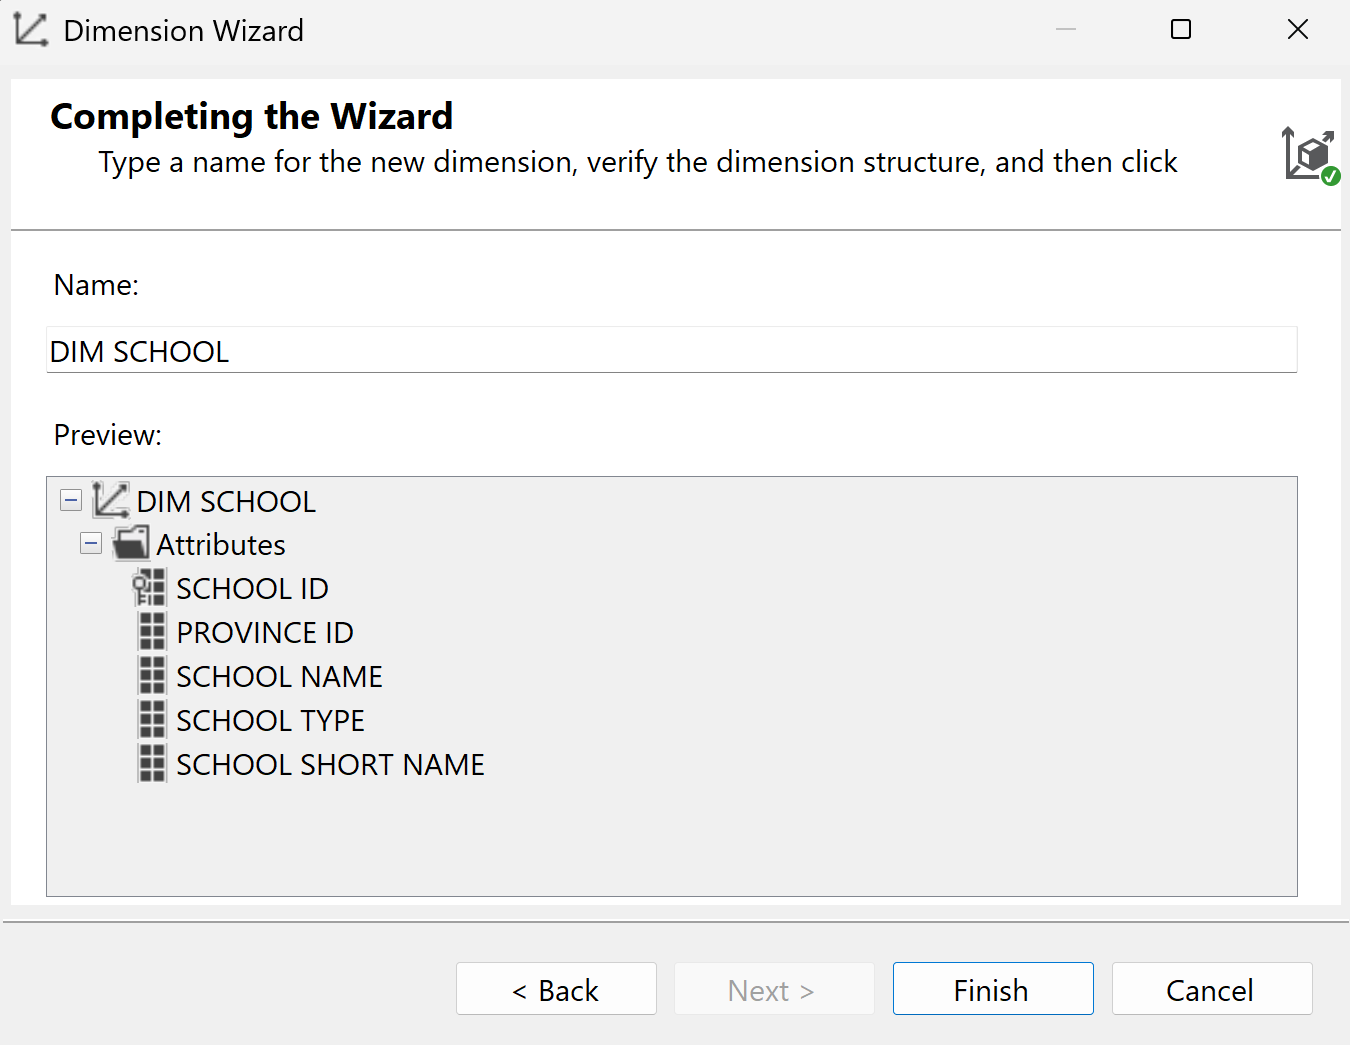 Dimension Wizard
Completing the Wizard
Type a name for the new dimension, verify the dimension structure, and then click
Name:
DIM SCHOOL
Preview:
DIM SCHOOL
Attributes
SCHOOL ID
PROVINCE ID
SCHOOL NAME
SCHOOL TYPE
SCHOOL SHORT NAME
< Back
Next >
Finish
Cancel